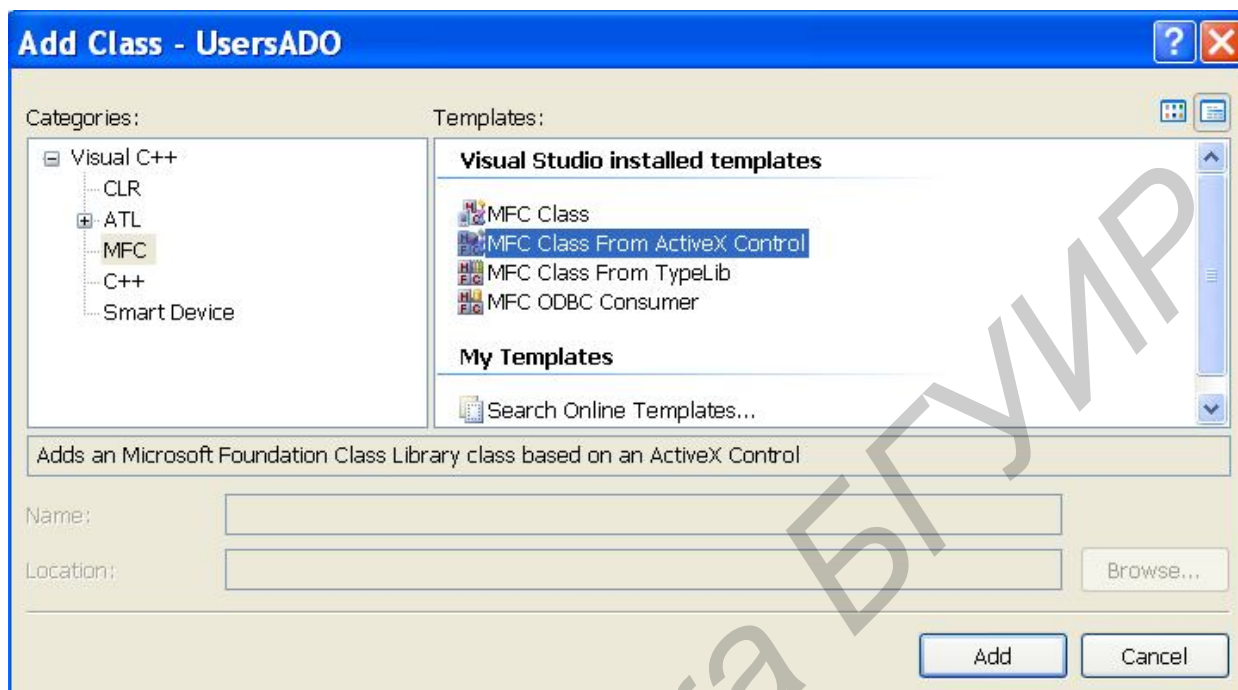 Add Class - UsersADO
Categories:
Templates:
Visual C++
CLR
ATL
MFC
C++
Smart Device
Visual Studio installed templates
MFC Class
MFC Class From ActiveX Control
MFC Class From TypeLib
MFC ODBC Consumer
My Templates
Search Online Templates...
Adds an Microsoft Foundation Class Library class based on an ActiveX Control
Name:
Location:
Browse...
Add
Cancel
БГУИР